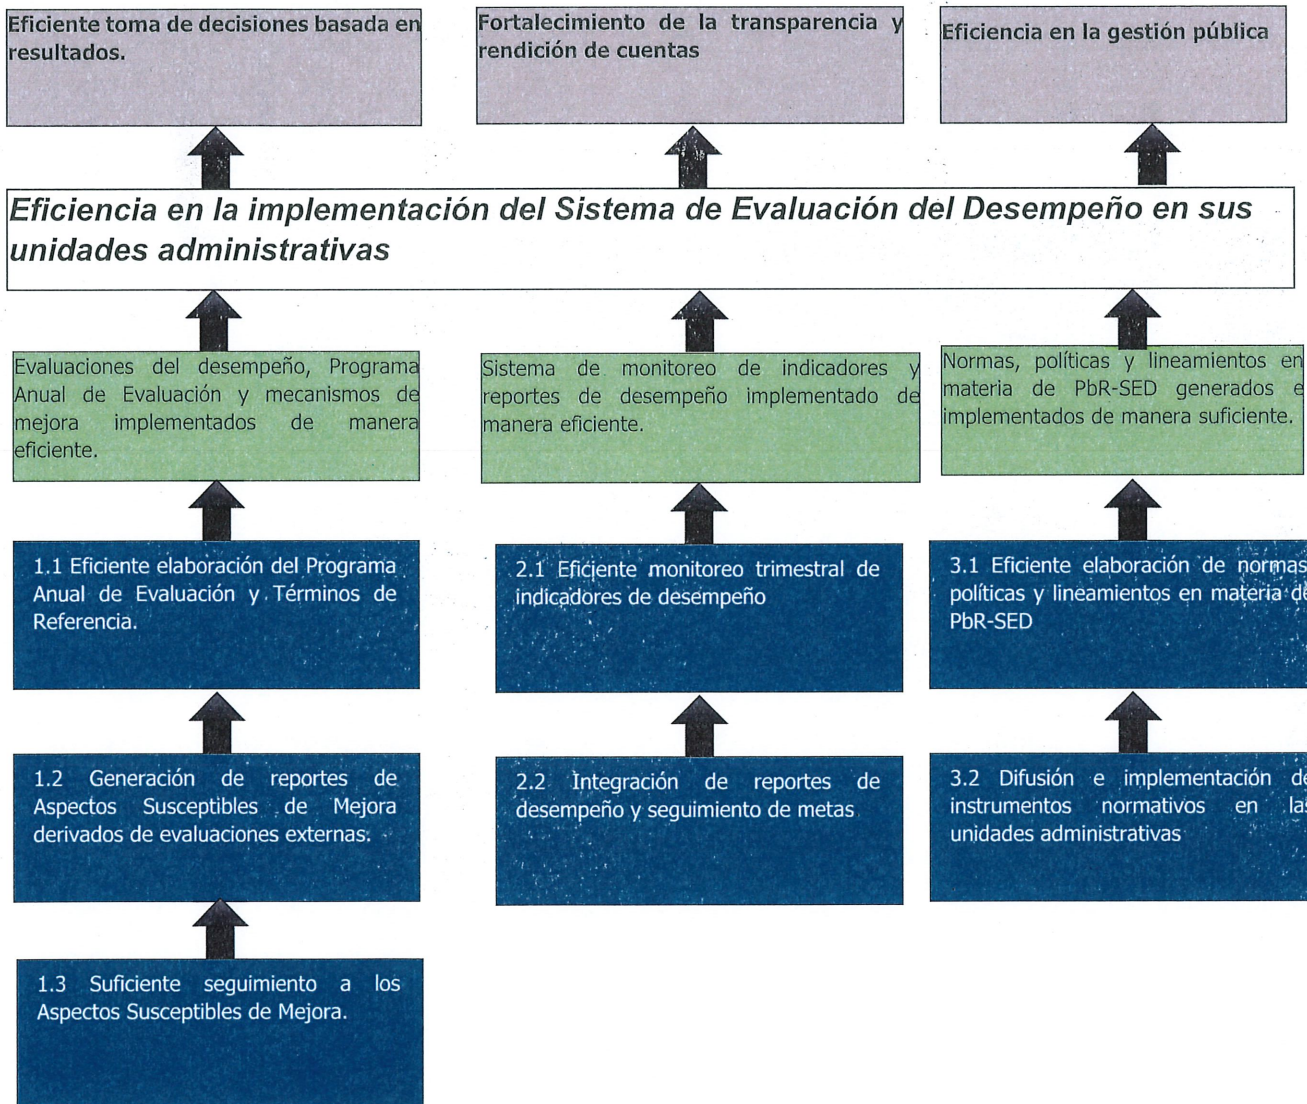 Eficiente toma de decisiones basada en
resultados.
Fortalecimiento de la transparencia y
rendición de cuentas
Eficiencia en la gestión pública
Eficiencia en la implementación del Sistema de Evaluación del Desempeño en sus
unidades administrativas
Evaluaciones del desempeño, Programa
Anual de Evaluación y mecanismos de
mejora implementados de manera
eficiente.
Sistema de monitoreo de indicadores y
reportes de desempeño implementado de
manera eficiente.
Normas, políticas y lineamientos en
materia de PbR-SED generados e
implementados de manera suficiente.
1.1 Eficiente elaboración del Programa
Anual de Evaluación y Términos de
Referencia.
2.1 Eficiente monitoreo trimestral de
indicadores de desempeño
3.1 Eficiente elaboración de normas
políticas y lineamientos en materia de
PbR-SED
1.2 Generación de reportes de
Aspectos Susceptibles de Mejora
derivados de evaluaciones externas.
2.2 Integración de reportes de
desempeño y seguimiento de metas
3.2 Difusión e implementación de
instrumentos normativos en las
unidades administrativas
1.3 Suficiente seguimiento a los
Aspectos Susceptibles de Mejora.